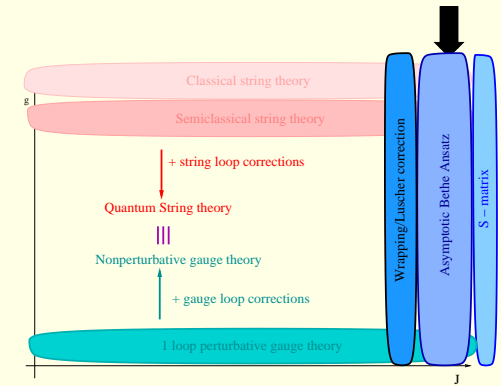 Classical string theory
g
Semiclassical string theory
+ string loop corrections
Quantum String theory
Nonperturbative gauge theory
+ gauge loop corrections
1 loop perturbative gauge theory
J
Wrapping/Luscher correction
Asymptotic Bethe Ansatz
S − matrix